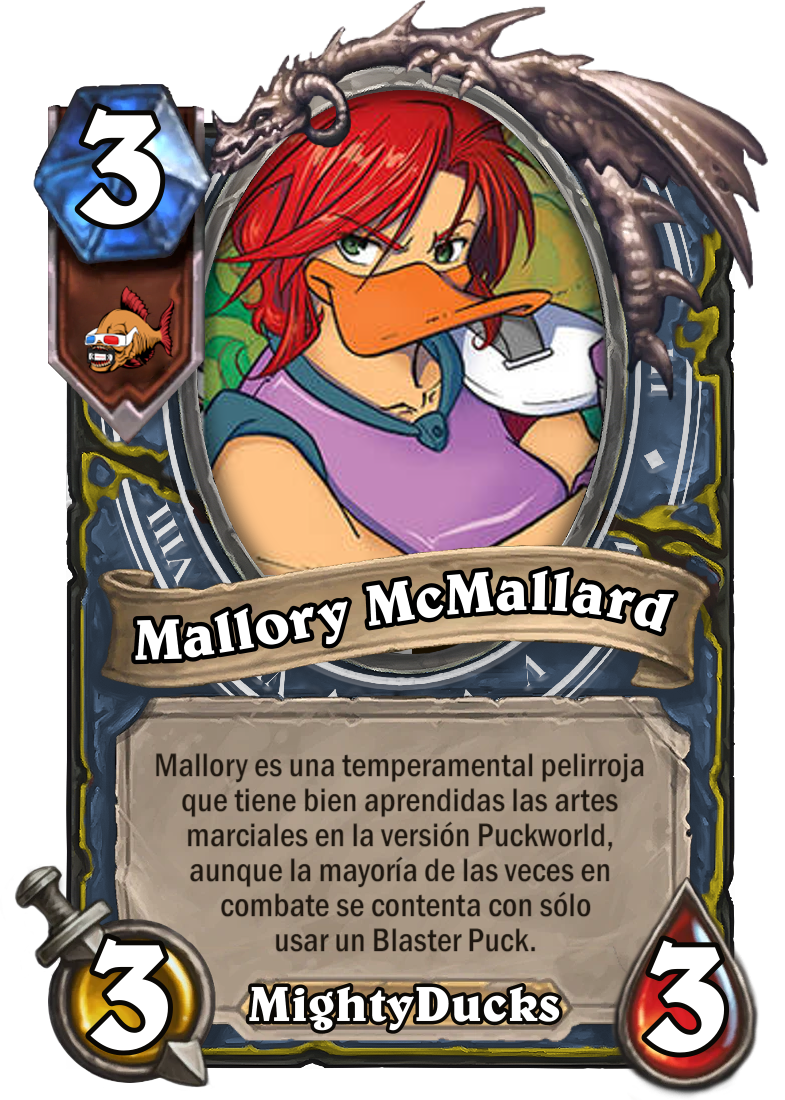 3
Mallory McMallard
Mallory es una temperamental pelirroja
que tiene bien aprendidas las artes
marciales en la versión Puckworld,
aunque la mayoría de las veces en
combate se contenta con sólo
usar un Blaster Puck.
3
MightyDucks
3